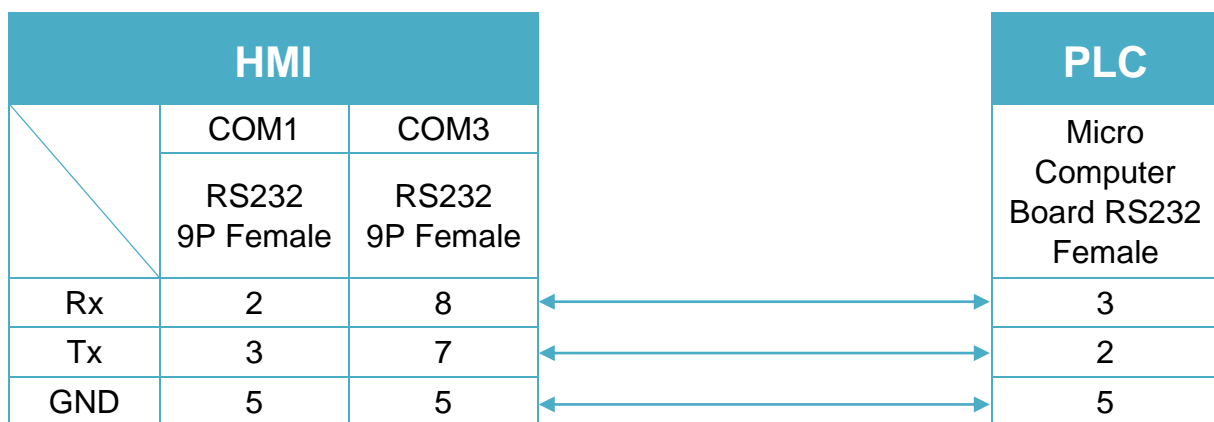 HMI PLC
COM1 COM3 Micro
Computer
Board RS232
Female
RS232 RS232
9P Female 9P Female
Rx 2 8 3
Tx 3 7 2
GND 5 5 5